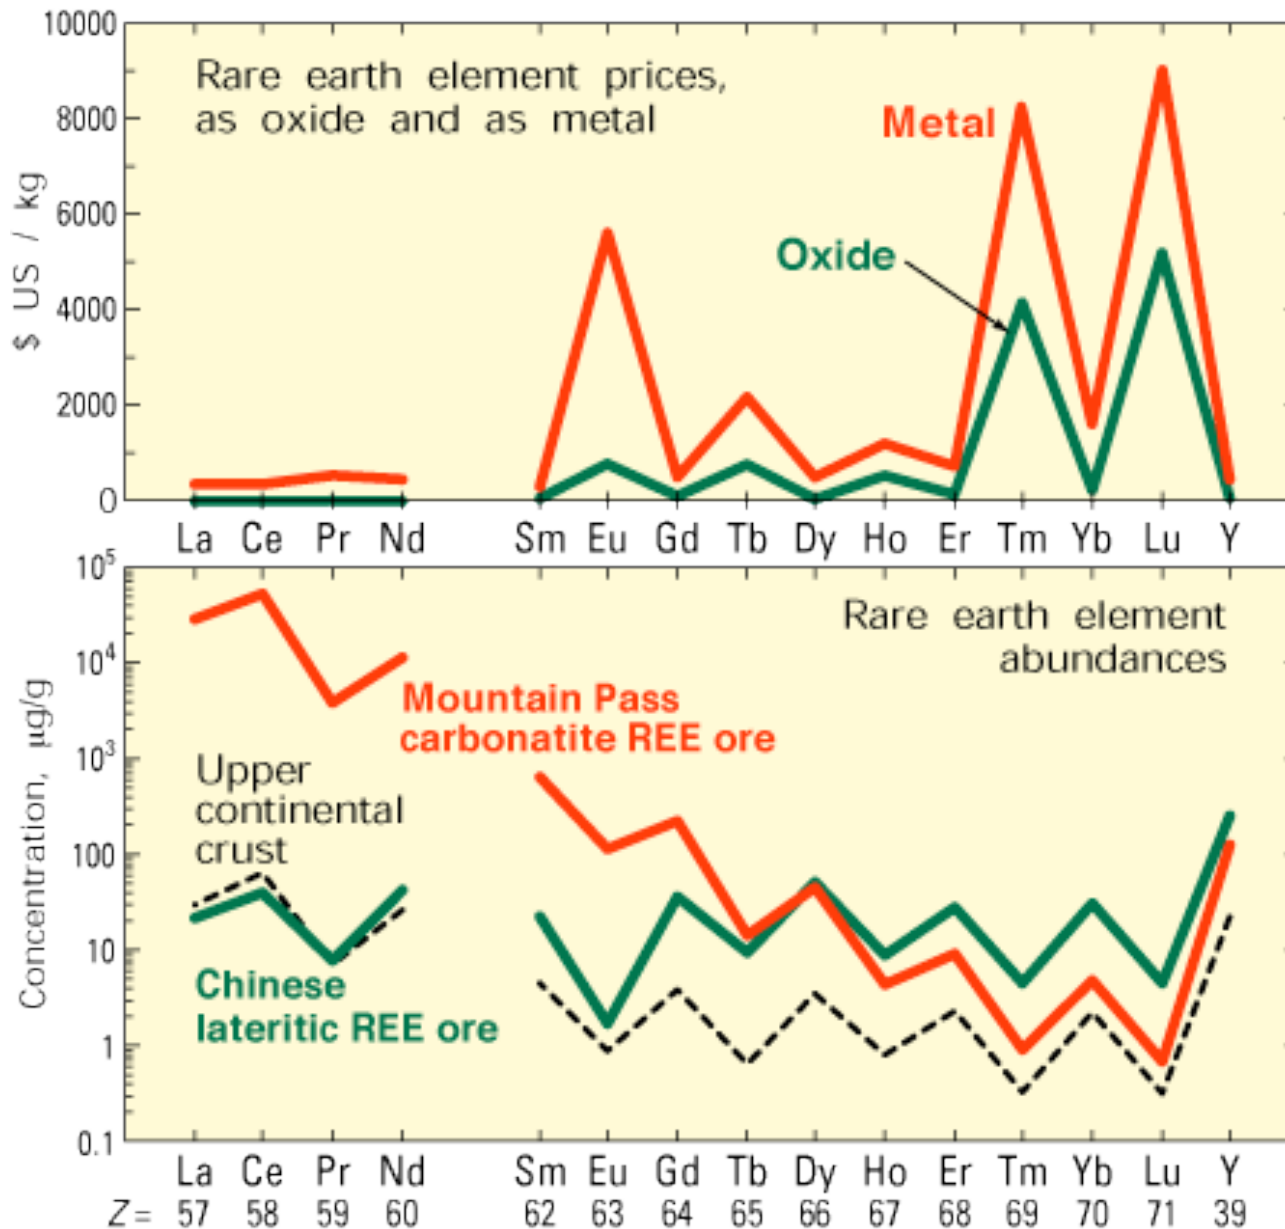 10000
8000
6000
4000
2000
0
$ US / kg
Rare earth element prices,
as oxide and as metal
Metal
Oxide
La Ce Pr Nd Sm Eu Gd Tb Dy Ho Er Tm Yb Lu Y
10⁵
10⁴
10³
100
10
1
0.1
Concentration, µg/g
Rare earth element
abundances
Mountain Pass
carbonatite REE ore
Upper
continental
crust
Chinese
lateritic REE ore
La Ce Pr Nd Sm Eu Gd Tb Dy Ho Er Tm Yb Lu Y
Z = 57 58 59 60 62 63 64 65 66 67 68 69 70 71 39